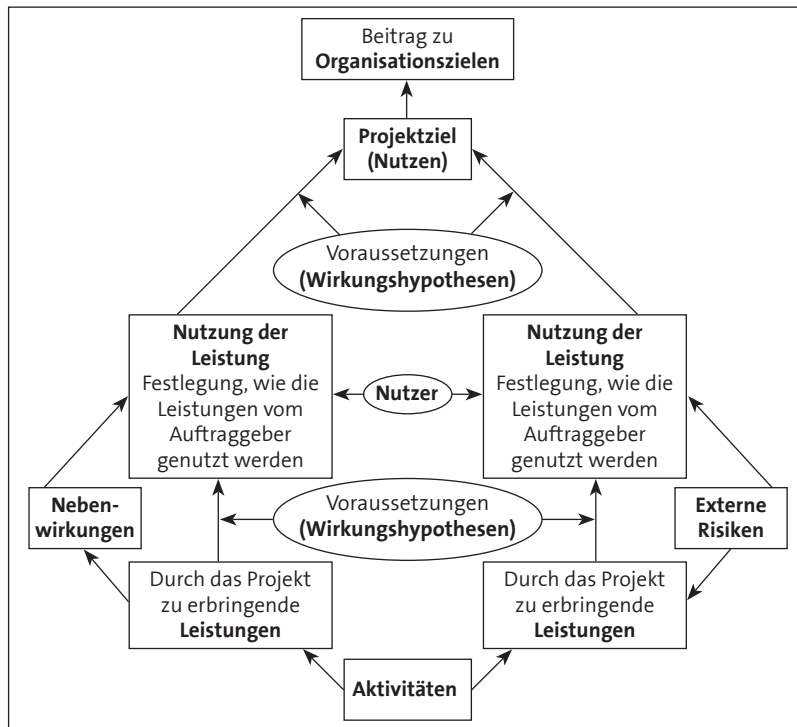 Beitrag zu
Organisationszielen
Projektziel
(Nutzen)
Voraussetzungen
(Wirkungshypothesen)
Nutzung der
Leistung
Festlegung, wie die
Leistungen vom
Auftraggeber
genutzt werden
Nutzer
Nutzung der
Leistung
Festlegung, wie die
Leistungen vom
Auftraggeber
genutzt werden
Neben-
wirkungen
Voraussetzungen
(Wirkungshypothesen)
Externe
Risiken
Durch das Projekt
zu erbringende
Leistungen
Durch das Projekt
zu erbringende
Leistungen
Aktivitäten